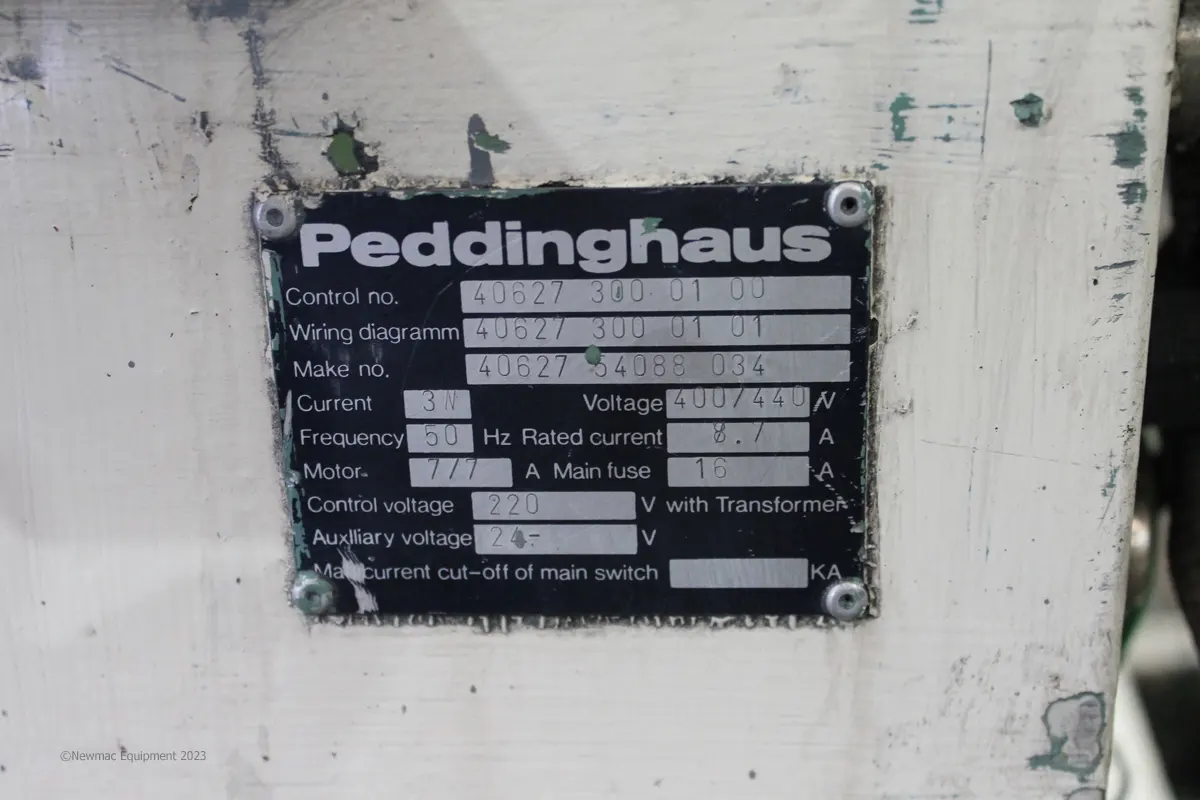 Peddinghaus
Control no. 40627 300 01 00
Wiring diagramm 40627 300 01 01
Make no. 40627 54088 034
Current 3N Voltage 400/440 V
Frequency 50 Hz Rated current 8.7 A
Motor 7/7 A Main fuse 16 A
Control voltage 220 V with Transformer
Auxlliary voltage 24- V
Max current cut-off of main switch KA
©Newmac Equipment 2023